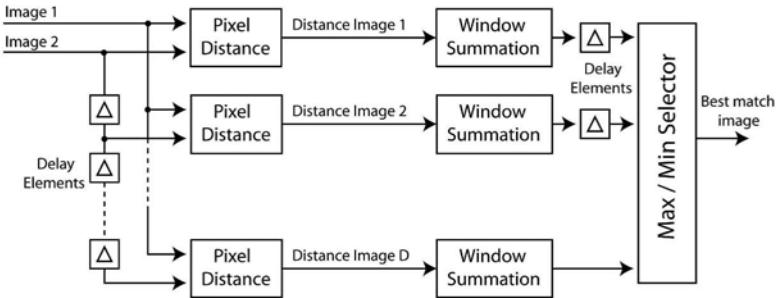 Image 1
Image 2
Pixel
Distance
Distance Image 1
Window
Summation
Δ
Delay
Elements
Δ
Pixel
Distance
Distance Image 2
Window
Summation
Δ
Delay
Elements
Δ
Max / Min Selector
Best match
image
Δ
Pixel
Distance
Distance Image D
Window
Summation